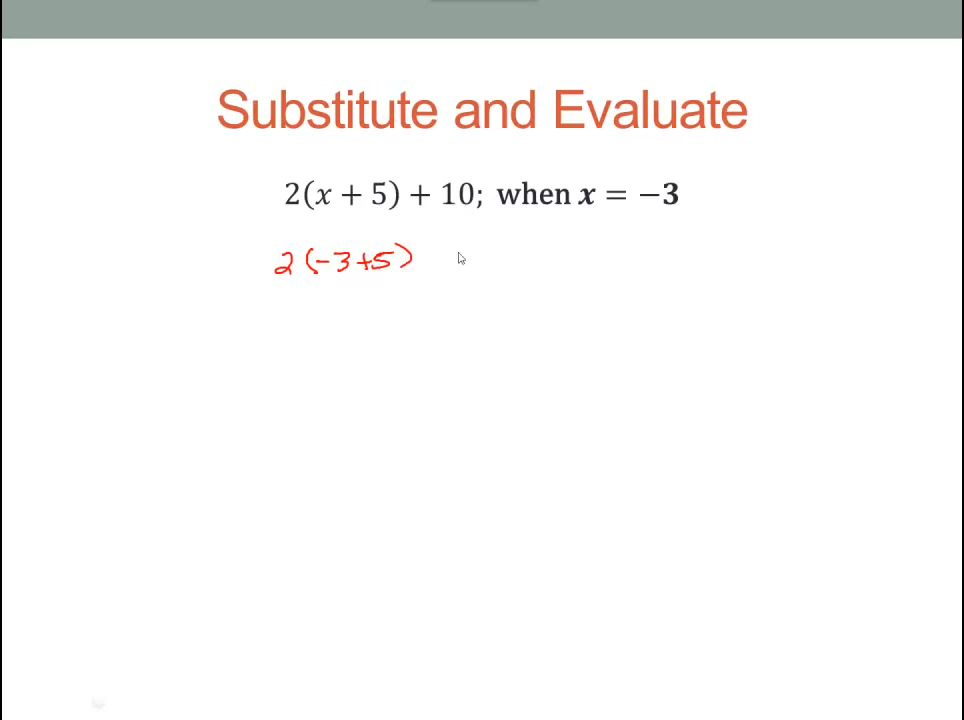 Substitute and Evaluate
2(x + 5) + 10; when x = −3
2(-3+5)